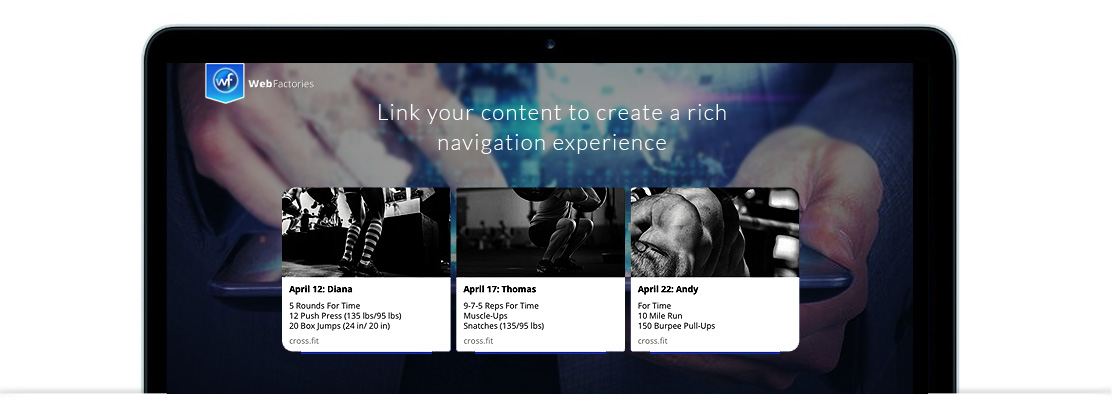 wf
WebFactories
Link your content to create a rich
navigation experience
April 12: Diana
5 Rounds For Time
12 Push Press (135 lbs/95 lbs)
20 Box Jumps (24 in/ 20 in)
cross.fit
April 17: Thomas
9-7-5 Reps For Time
Muscle-Ups
Snatches (135/95 lbs)
cross.fit
April 22: Andy
For Time
10 Mile Run
150 Burpee Pull-Ups
cross.fit